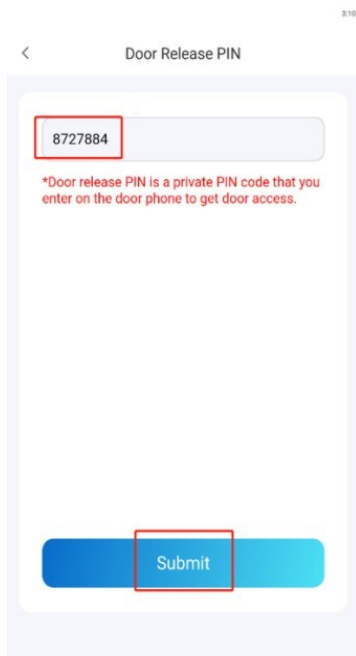 3:10
Door Release PIN
8727884
*Door release PIN is a private PIN code that you
enter on the door phone to get door access.
Submit